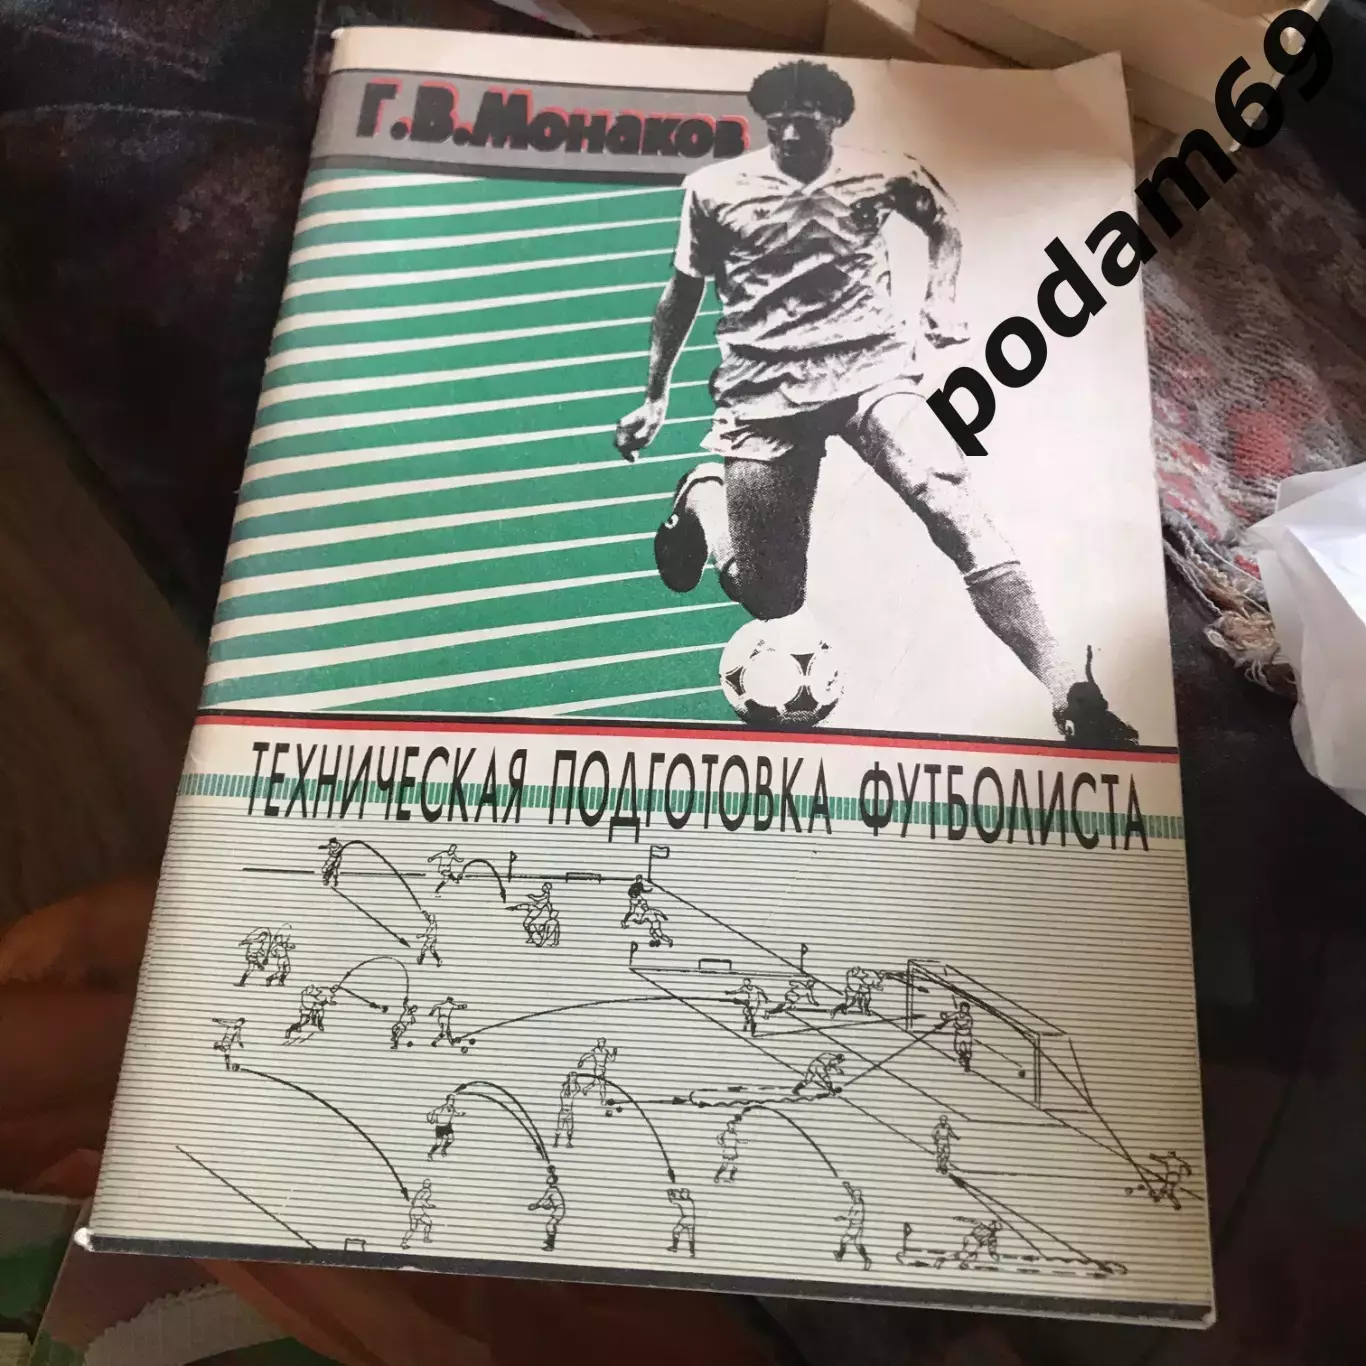 Г.В.Монаков
podam69
ТЕХНИЧЕСКАЯ ПОДГОТОВКА ФУТБОЛИСТА